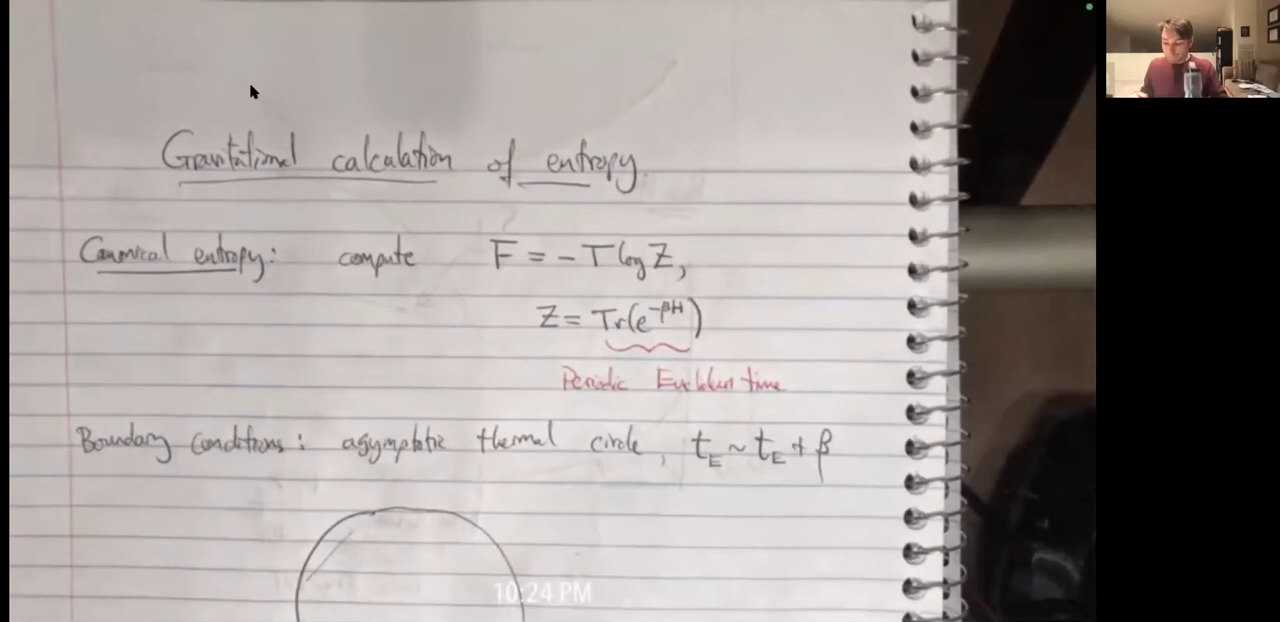 Gravitational calculation of entropy.
Canonical entropy: compute F = -T log Z,
Z = Tr(e^{-βH})
Periodic Euclidean time
Boundary conditions: asymptotic thermal circle, t_E ~ t_E + β
10:24 PM